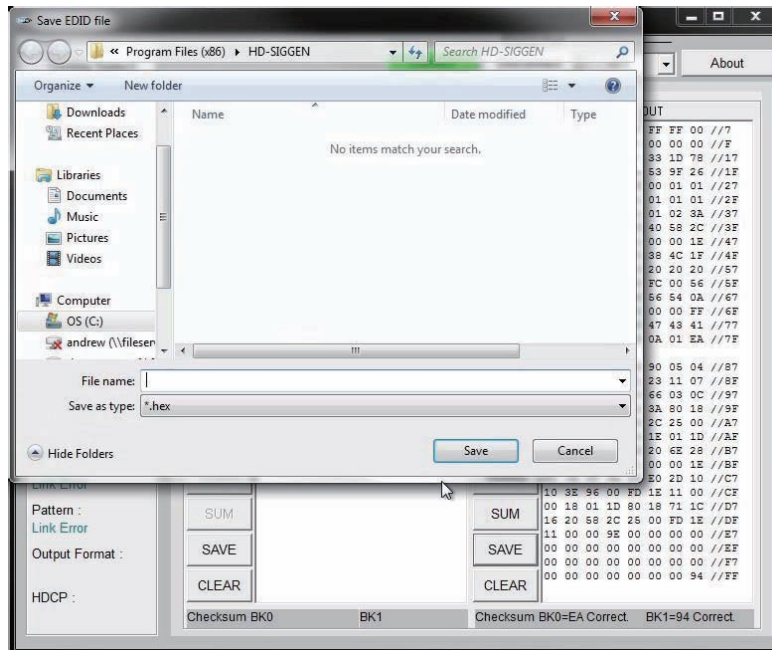 Save EDID file
« Program Files (x86) ▸ HD-SIGGEN
Search HD-SIGGEN
About
Organize
New folder
Downloads
Recent Places
Libraries
Documents
Music
Pictures
Videos
Computer
OS (C:)
andrew (\\fileser
Name
Date modified
Type
No items match your search.
File name:
Save as type: *.hex
Hide Folders
Save
Cancel
OUT
FF FF 00 //7
00 00 00 //F
33 1D 78 //17
53 9F 26 //1F
00 01 01 //27
01 01 01 //2F
01 02 3A //37
40 58 2C //3F
00 00 1E //47
38 4C 1F //4F
20 20 20 //57
FC 00 56 //5F
56 54 0A //67
00 00 FF //6F
47 43 41 //77
0A 01 EA //7F
90 05 04 //87
23 11 07 //8F
66 03 0C //97
3A 80 18 //9F
2C 25 00 //A7
1E 01 1D //AF
20 6E 28 //B7
00 00 1E //BF
E0 2D 10 //C7
10 3E 96 00 FD 1E 11 00 //CF
00 18 01 1D 80 18 71 1C //D7
16 20 58 2C 25 00 FD 1E //DF
11 00 00 9E 00 00 00 00 //E7
00 00 00 00 00 00 00 00 //EF
00 00 00 00 00 00 00 00 //F7
00 00 00 00 00 00 00 94 //FF
Link Error
Pattern :
Link Error
Output Format :
HDCP :
SUM
SAVE
CLEAR
SUM
SAVE
CLEAR
Checksum BK0
BK1
Checksum BK0=EA Correct. BK1=94 Correct.